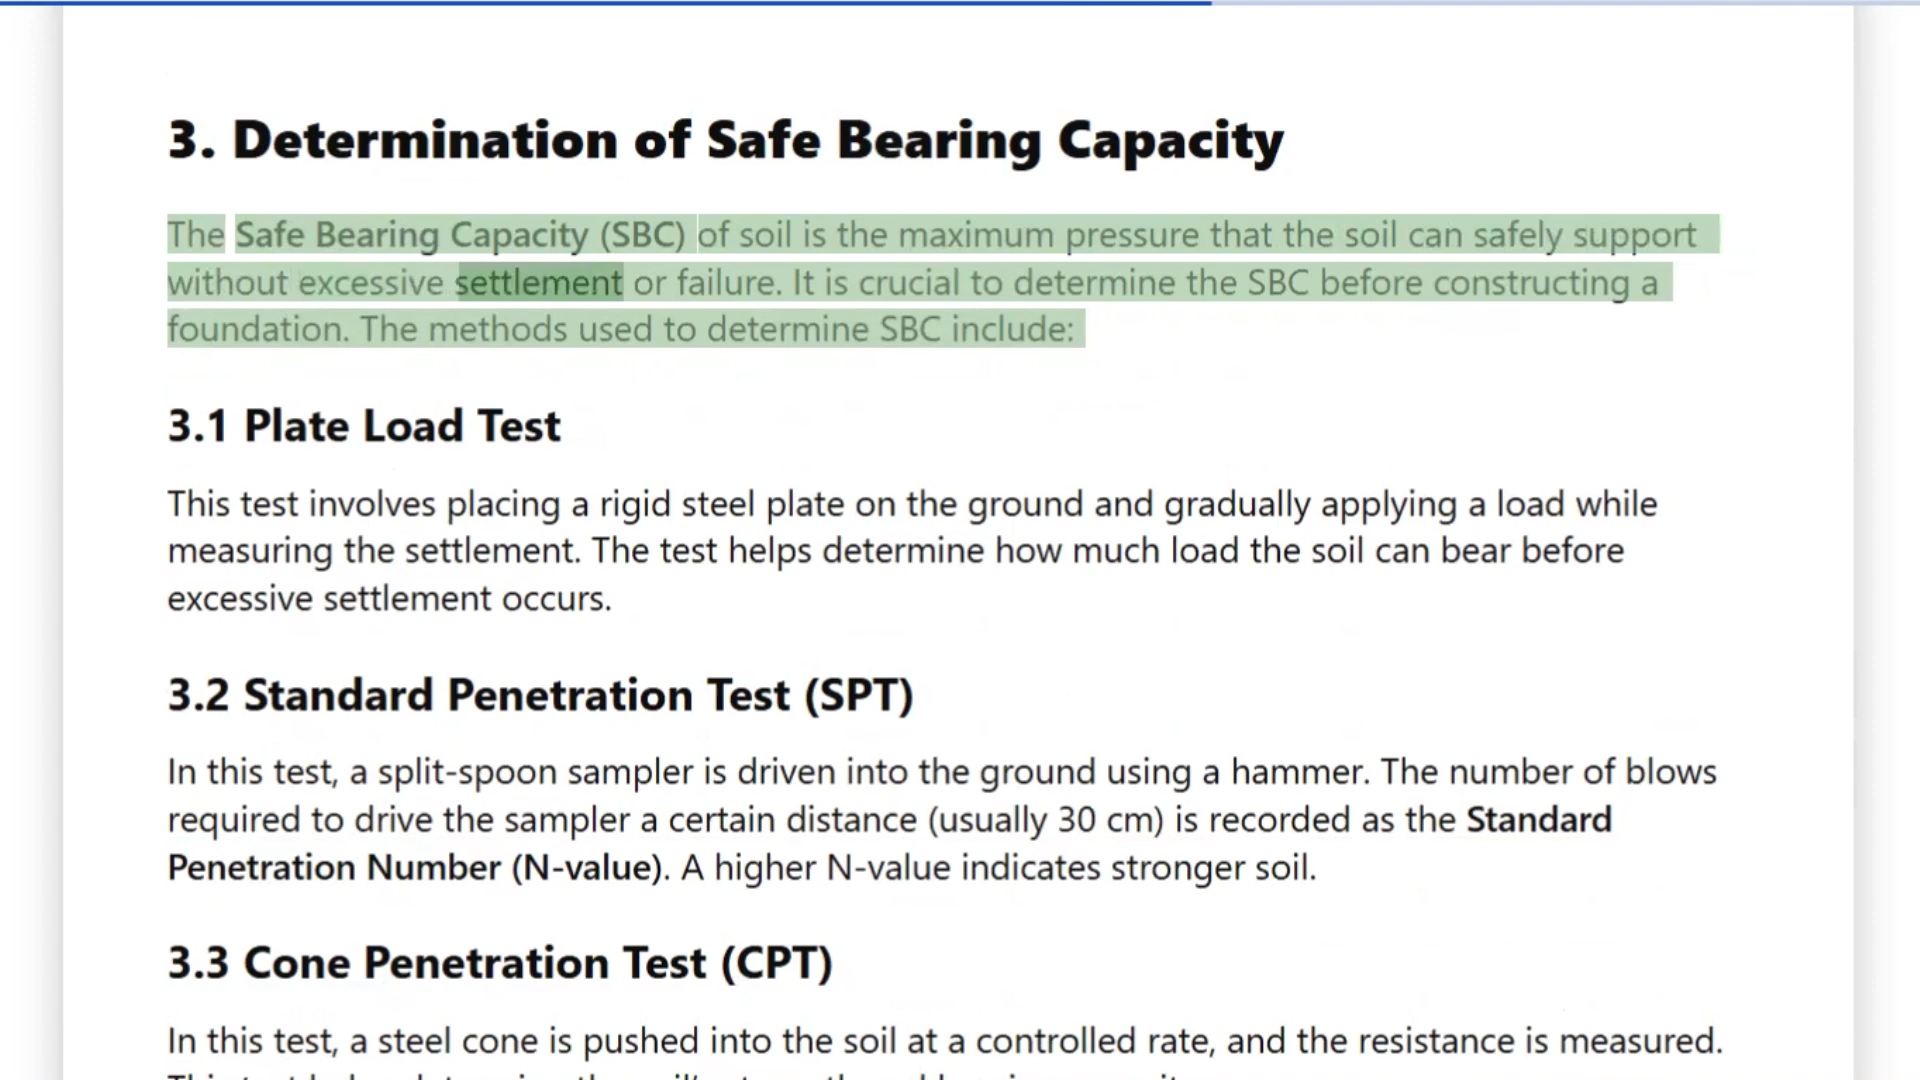 3. Determination of Safe Bearing Capacity
The Safe Bearing Capacity (SBC) of soil is the maximum pressure that the soil can safely support
without excessive settlement or failure. It is crucial to determine the SBC before constructing a
foundation. The methods used to determine SBC include:
3.1 Plate Load Test
This test involves placing a rigid steel plate on the ground and gradually applying a load while
measuring the settlement. The test helps determine how much load the soil can bear before
excessive settlement occurs.
3.2 Standard Penetration Test (SPT)
In this test, a split-spoon sampler is driven into the ground using a hammer. The number of blows
required to drive the sampler a certain distance (usually 30 cm) is recorded as the Standard
Penetration Number (N-value). A higher N-value indicates stronger soil.
3.3 Cone Penetration Test (CPT)
In this test, a steel cone is pushed into the soil at a controlled rate, and the resistance is measured.